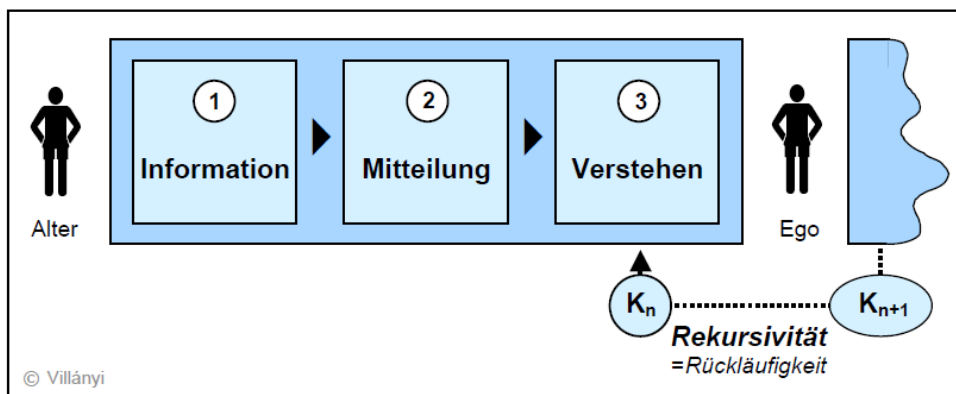 1
2
3
Information
Mitteilung
Verstehen
Alter
Ego
Kn
Kn+1
Rekursivität
=Rückläufigkeit
© Villányi